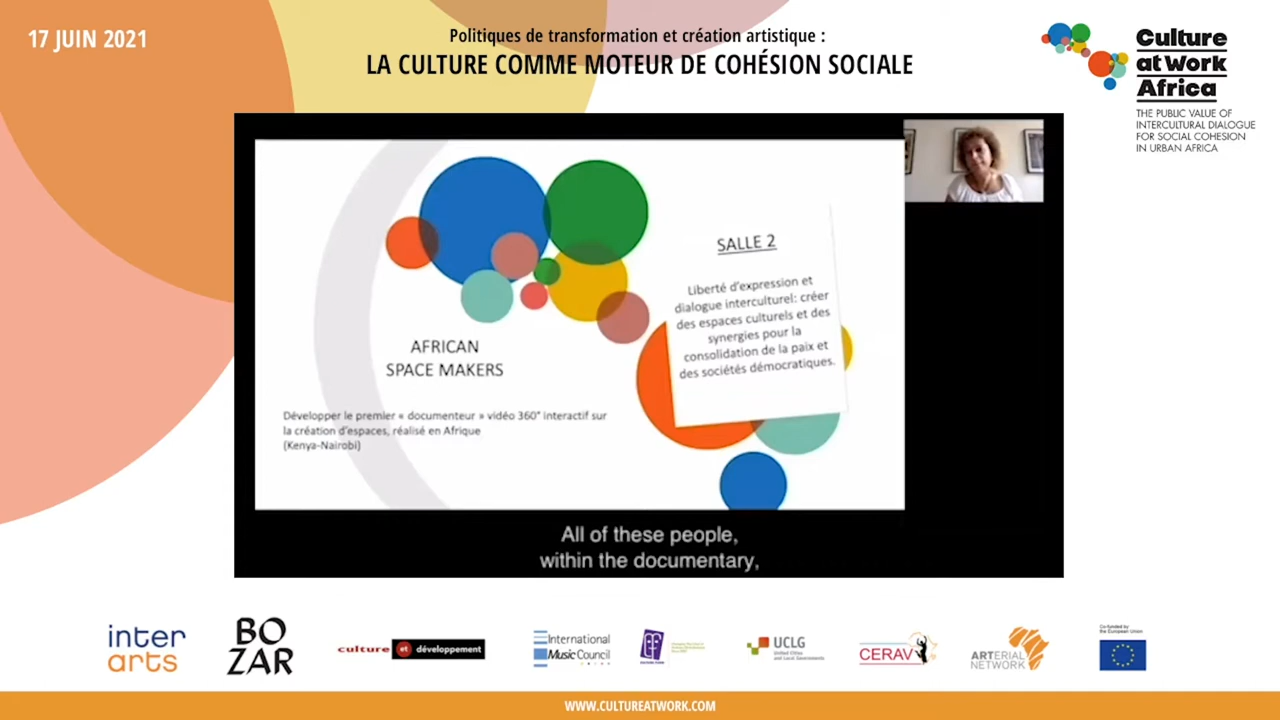 17 JUIN 2021
Politiques de transformation et création artistique :
LA CULTURE COMME MOTEUR DE COHÉSION SOCIALE
Culture
at Work
Africa
THE PUBLIC VALUE OF
INTERCULTURAL DIALOGUE
FOR SOCIAL COHESION
IN URBAN AFRICA
SALLE 2
Liberté d'expression et
dialogue interculturel: créer
des espaces culturels et des
synergies pour la
consolidation de la paix et
des sociétés démocratiques.
AFRICAN
SPACE MAKERS
Développer le premier « documenteur » vidéo 360° interactif sur
la création d'espaces, réalisé en Afrique
(Kenya-Nairobi)
All of these people,
within the documentary,
inter
arts
BO
ZAR
culture et développement
International
Music Council
UCLG
United Cities
and Local Governments
CERAV
ARTERIAL
NETWORK
Co-funded by
the European Union
WWW.CULTUREATWORK.COM